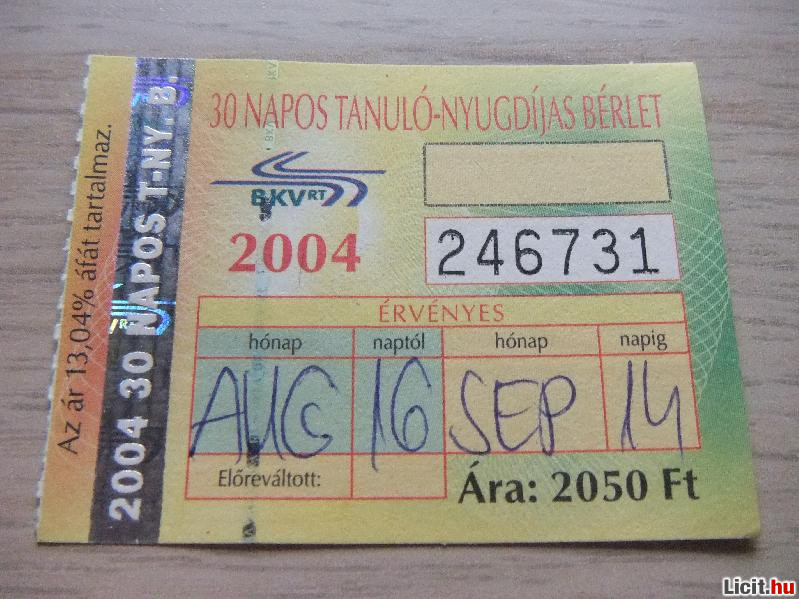 30 NAPOS TANULÓ-NYUGDÍJAS BÉRLET
BKV RT
2004
246731
ÉRVÉNYES
hónap naptól hónap napig
AUG 16 SEP 14
Előreváltott:
Ára: 2050 Ft
Az ár 13,04% áfát tartalmaz.
2004 30 NAPOS T-NY. B.
Licit.hu